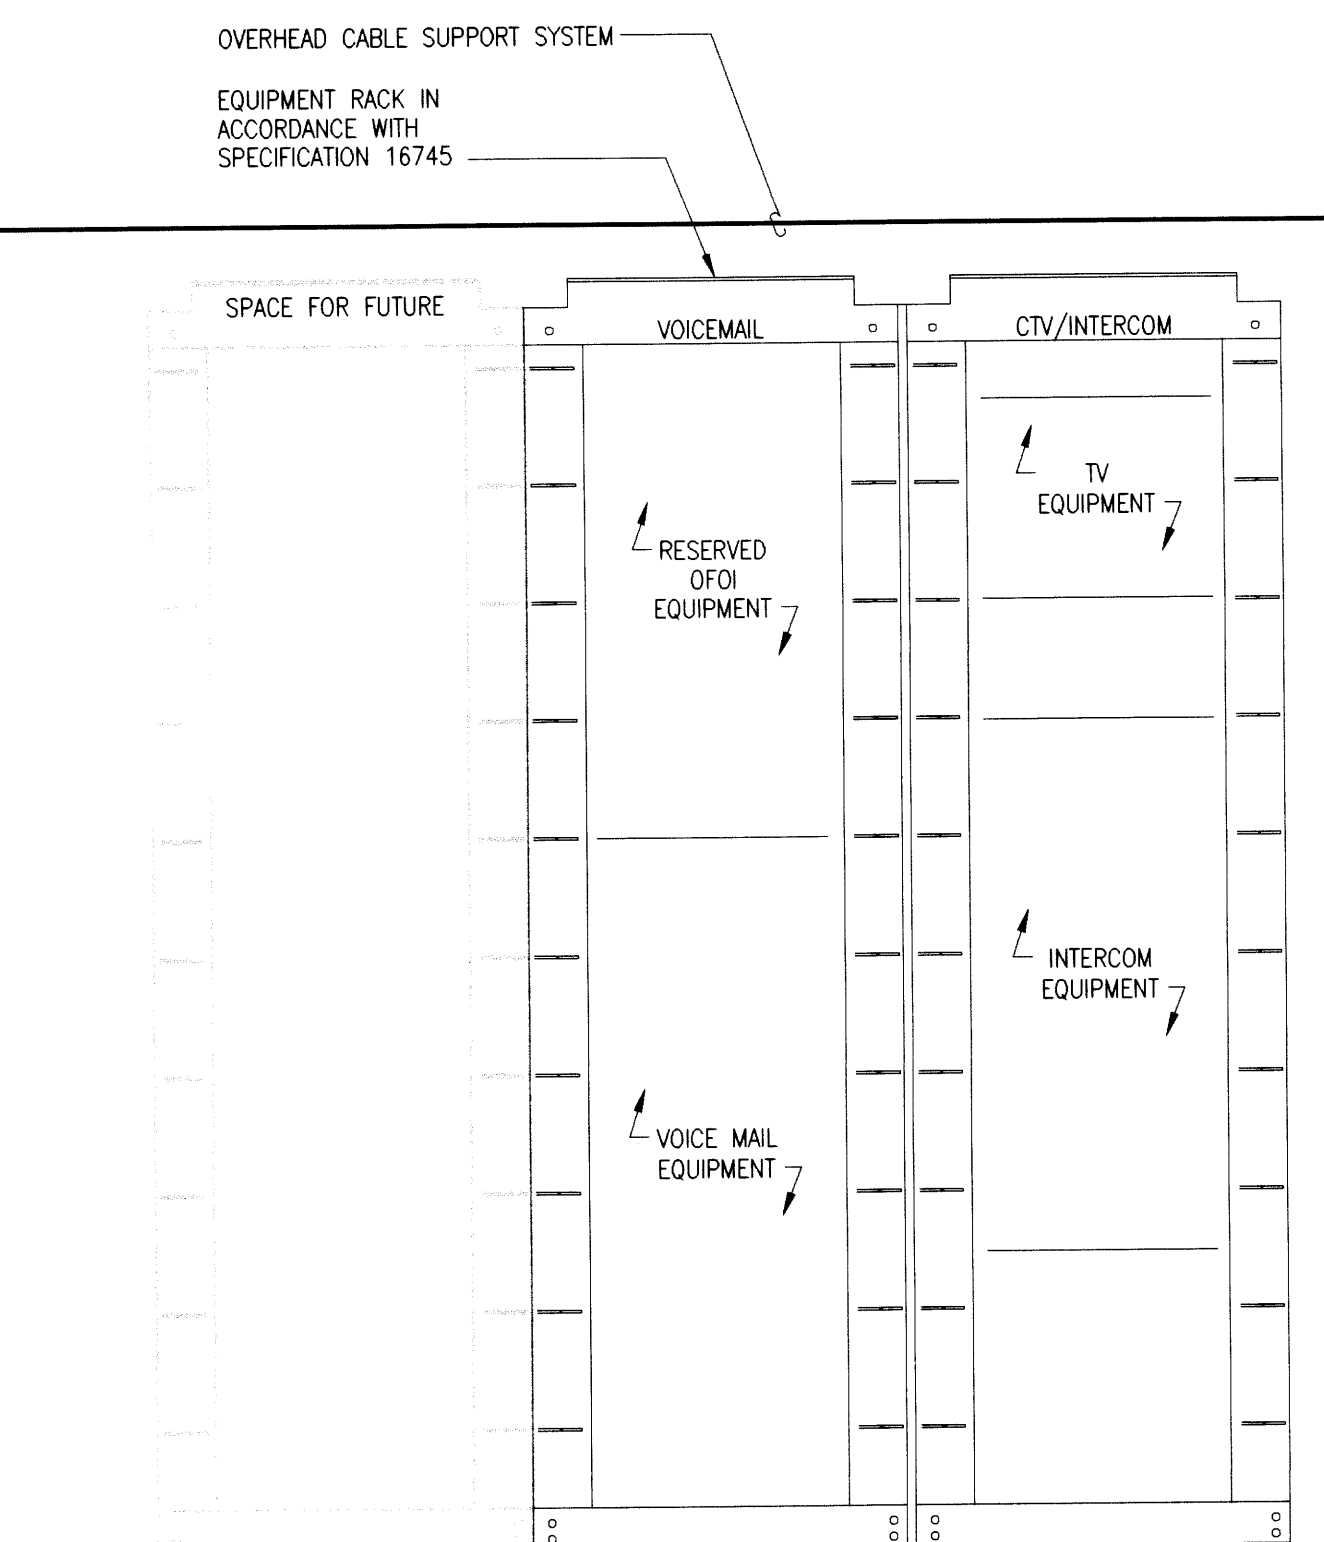 OVERHEAD CABLE SUPPORT SYSTEM
EQUIPMENT RACK IN
ACCORDANCE WITH
SPECIFICATION 16745
SPACE FOR FUTURE
VOICEMAIL
CTV/INTERCOM
TV
EQUIPMENT
RESERVED
OFOI
EQUIPMENT
INTERCOM
EQUIPMENT
VOICE MAIL
EQUIPMENT